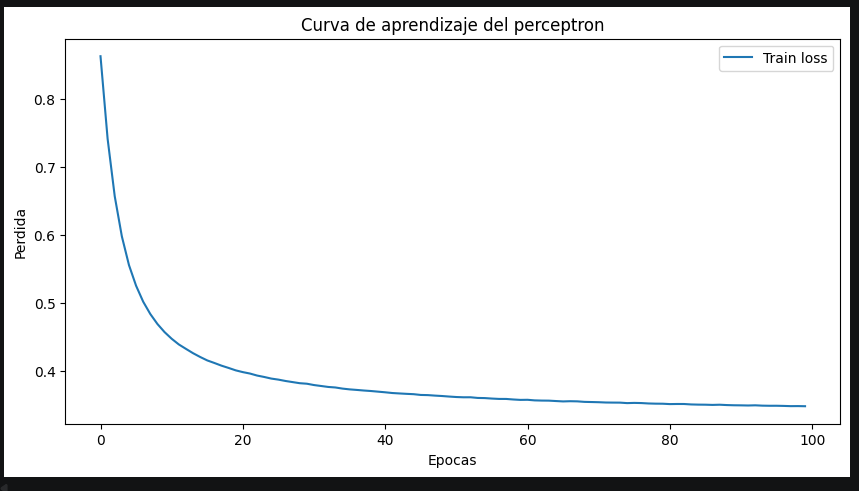 Curva de aprendizaje del perceptron
Train loss
0.8
0.7
0.6
0.5
0.4
Perdida
0 20 40 60 80 100
Epocas